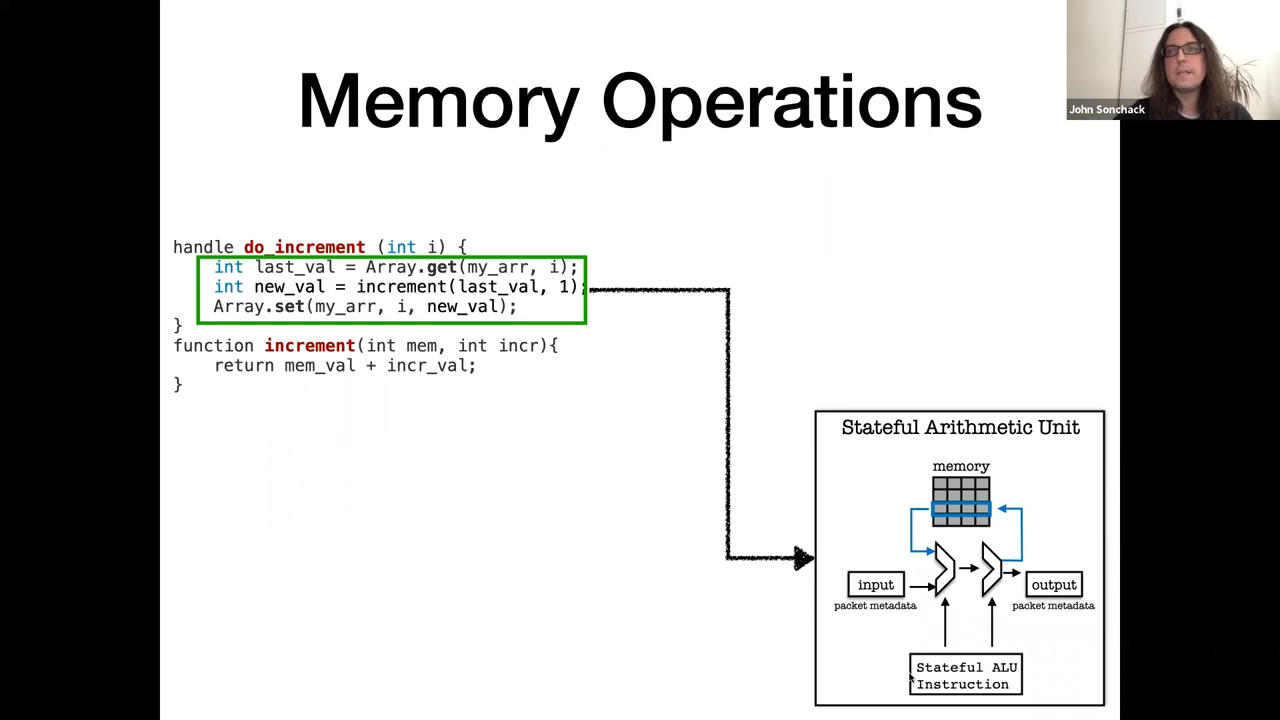 Memory Operations
John Sonchack
handle do_increment (int i) {
int last_val = Array.get(my_arr, i);
int new_val = increment(last_val, 1);
Array.set(my_arr, i, new_val);
}
function increment(int mem, int incr){
return mem_val + incr_val;
}
Stateful Arithmetic Unit
memory
input
output
packet metadata
packet metadata
Stateful ALU
Instruction